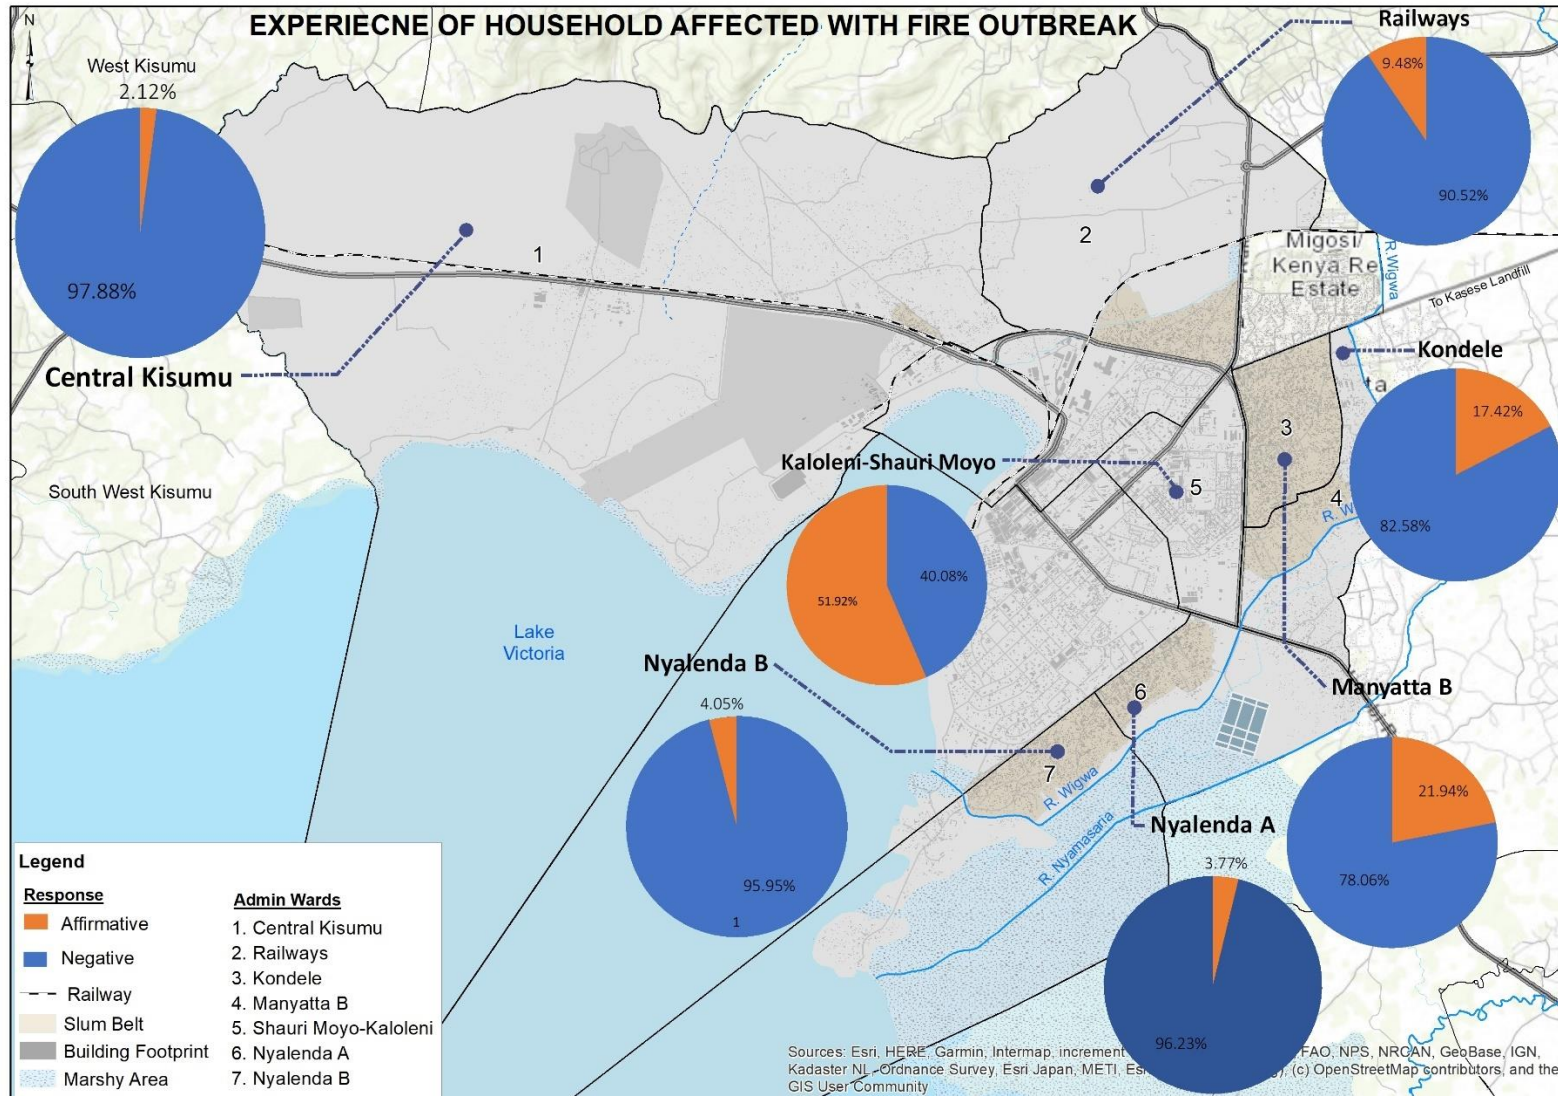 EXPERIECNE OF HOUSEHOLD AFFECTED WITH FIRE OUTBREAK
N
West Kisumu
2.12%
97.88%
Central Kisumu
1
Railways
9.48%
90.52%
2
Migosi/
Kenya Re
Estate
R. Wigwa
To Kasese Landfill
Kondele
ta
17.42%
82.58%
3
4
R. W
Kaloleni-Shauri Moyo
5
40.08%
51.92%
South West Kisumu
Lake
Victoria
Nyalenda B
4.05%
95.95%
1
6
7
R. Wigwa
R. Nyamasaria
Manyatta B
21.94%
78.06%
Nyalenda A
3.77%
96.23%
Legend
Response
Affirmative
Negative
Railway
Slum Belt
Building Footprint
Marshy Area
Admin Wards
1. Central Kisumu
2. Railways
3. Kondele
4. Manyatta B
5. Shauri Moyo-Kaloleni
6. Nyalenda A
7. Nyalenda B
Sources: Esri, HERE, Garmin, Intermap, increment FAO, NPS, NRCAN, GeoBase, IGN,
Kadaster NL, Ordnance Survey, Esri Japan, METI, (c) OpenStreetMap contributors, and the
GIS User Community